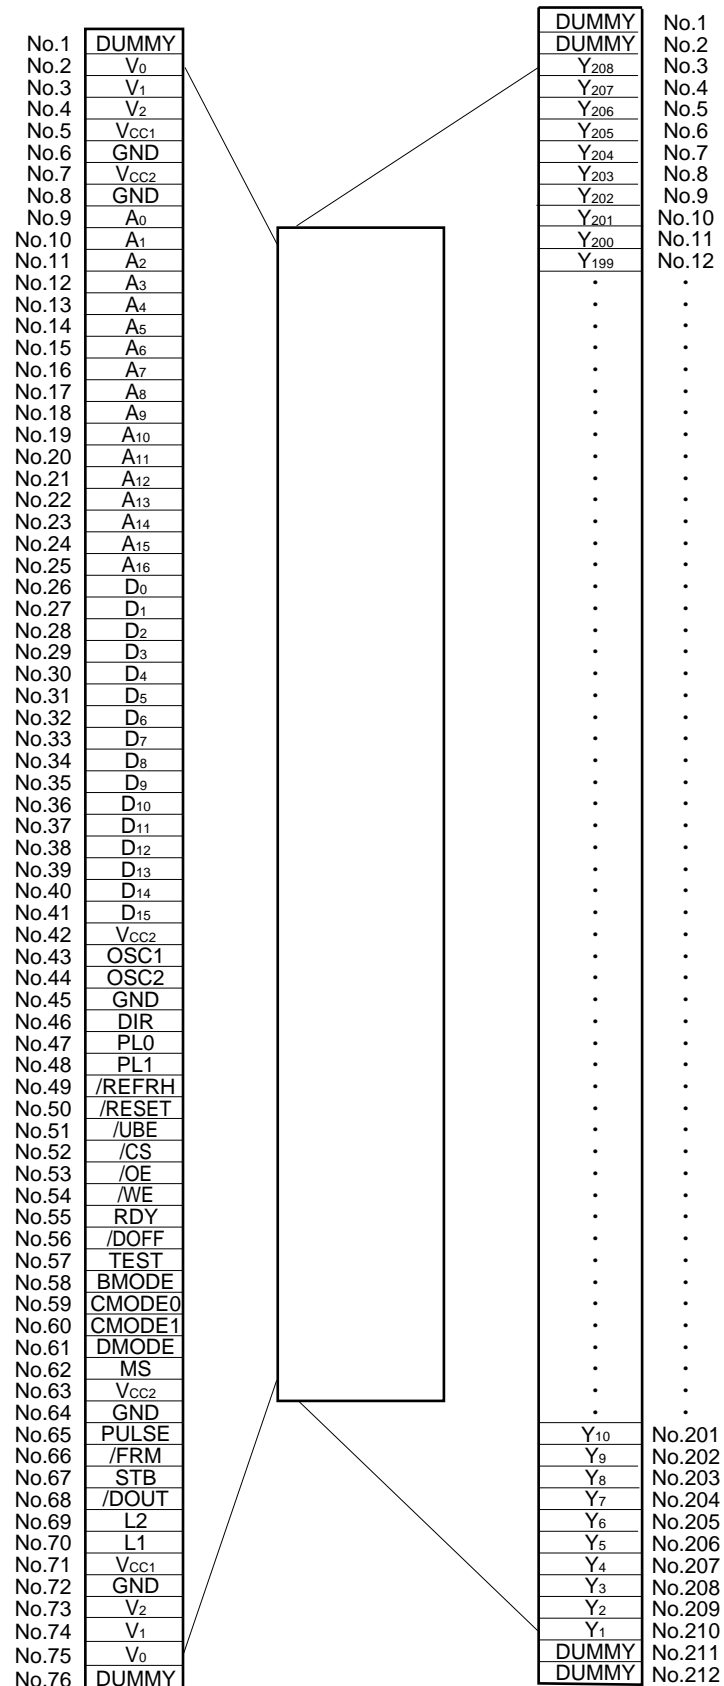 No.1 DUMMY
No.2 V0
No.3 V1
No.4 V2
No.5 VCC1
No.6 GND
No.7 VCC2
No.8 GND
No.9 A0
No.10 A1
No.11 A2
No.12 A3
No.13 A4
No.14 A5
No.15 A6
No.16 A7
No.17 A8
No.18 A9
No.19 A10
No.20 A11
No.21 A12
No.22 A13
No.23 A14
No.24 A15
No.25 A16
No.26 D0
No.27 D1
No.28 D2
No.29 D3
No.30 D4
No.31 D5
No.32 D6
No.33 D7
No.34 D8
No.35 D9
No.36 D10
No.37 D11
No.38 D12
No.39 D13
No.40 D14
No.41 D15
No.42 VCC2
No.43 OSC1
No.44 OSC2
No.45 GND
No.46 DIR
No.47 PL0
No.48 PL1
No.49 /REFRH
No.50 /RESET
No.51 /UBE
No.52 /CS
No.53 /OE
No.54 /WE
No.55 RDY
No.56 /DOFF
No.57 TEST
No.58 BMODE
No.59 CMODE0
No.60 CMODE1
No.61 DMODE
No.62 MS
No.63 VCC2
No.64 GND
No.65 PULSE
No.66 /FRM
No.67 STB
No.68 /DOUT
No.69 L2
No.70 L1
No.71 VCC1
No.72 GND
No.73 V2
No.74 V1
No.75 V0
No.76 DUMMY
DUMMY No.1
DUMMY No.2
Y208 No.3
Y207 No.4
Y206 No.5
Y205 No.6
Y204 No.7
Y203 No.8
Y202 No.9
Y201 No.10
Y200 No.11
Y199 No.12
Y10 No.201
Y9 No.202
Y8 No.203
Y7 No.204
Y6 No.205
Y5 No.206
Y4 No.207
Y3 No.208
Y2 No.209
Y1 No.210
DUMMY No.211
DUMMY No.212